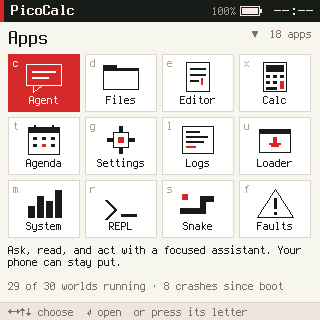 PicoCalc 100% --:--
Apps ▼ 18 apps
c d e x
Agent Files Editor Calc
t g l u
Agenda Settings Logs Loader
m r s f
System REPL Snake Faults
Ask, read, and act with a focused assistant. Your
phone can stay put.
29 of 30 worlds running · 8 crashes since boot
←→↑↓ choose ↲ open or press its letter